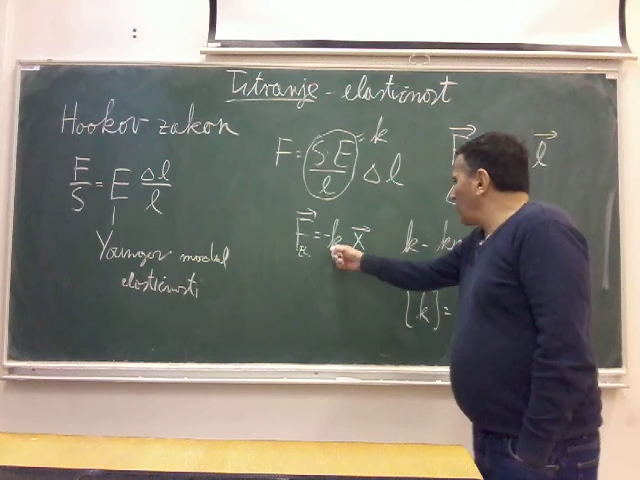 Titranje - elastičnost
Hookov zakon
F/S = E Δl/l
Youngov modul
elastičnosti
F = (S·E/l) Δl
= k
F⃗ = -k x⃗
l⃗
k -
[k] =